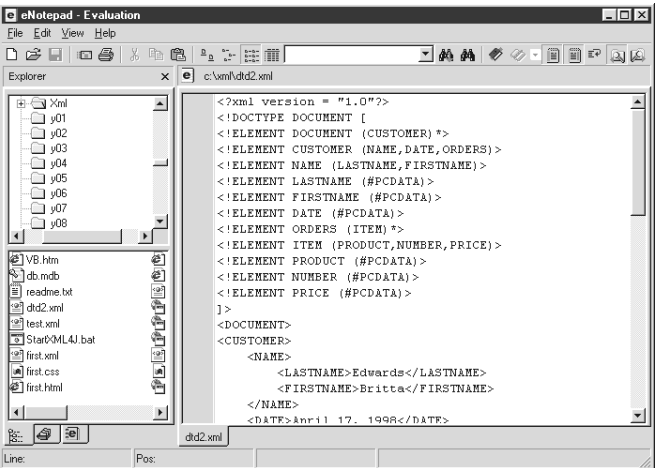 eNotepad - Evaluation
File Edit View Help
Explorer
c:\xml\dtd2.xml
Xml
y01
y02
y03
y04
y05
y06
y07
y08
VB.htm
db.mdb
readme.txt
dtd2.xml
test.xml
StartXML4J.bat
first.xml
first.css
first.html
<?xml version = "1.0"?>
<!DOCTYPE DOCUMENT [
<!ELEMENT DOCUMENT (CUSTOMER)*>
<!ELEMENT CUSTOMER (NAME,DATE,ORDERS)>
<!ELEMENT NAME (LASTNAME,FIRSTNAME)>
<!ELEMENT LASTNAME (#PCDATA)>
<!ELEMENT FIRSTNAME (#PCDATA)>
<!ELEMENT DATE (#PCDATA)>
<!ELEMENT ORDERS (ITEM)*>
<!ELEMENT ITEM (PRODUCT,NUMBER,PRICE)>
<!ELEMENT PRODUCT (#PCDATA)>
<!ELEMENT NUMBER (#PCDATA)>
<!ELEMENT PRICE (#PCDATA)>
]>
<DOCUMENT>
<CUSTOMER>
<NAME>
<LASTNAME>Edwards</LASTNAME>
<FIRSTNAME>Britta</FIRSTNAME>
</NAME>
<DATE>April 17, 1998</DATE>
dtd2.xml
Line: Pos: